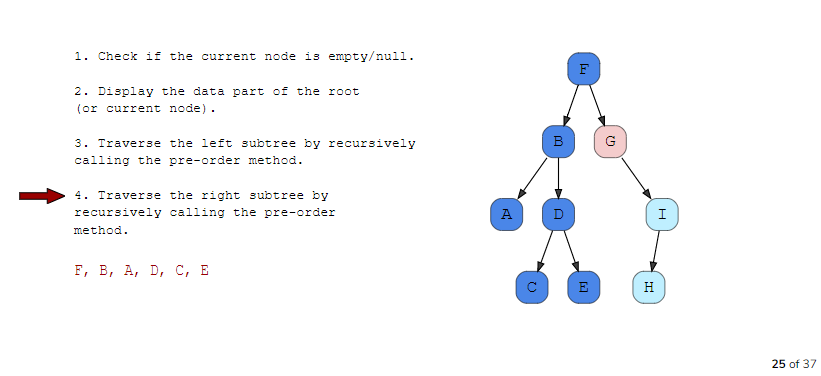 1. Check if the current node is empty/null.
2. Display the data part of the root
(or current node).
3. Traverse the left subtree by recursively
calling the pre-order method.
4. Traverse the right subtree by
recursively calling the pre-order
method.
F, B, A, D, C, E
F
B
G
A
D
I
C
E
H
25 of 37